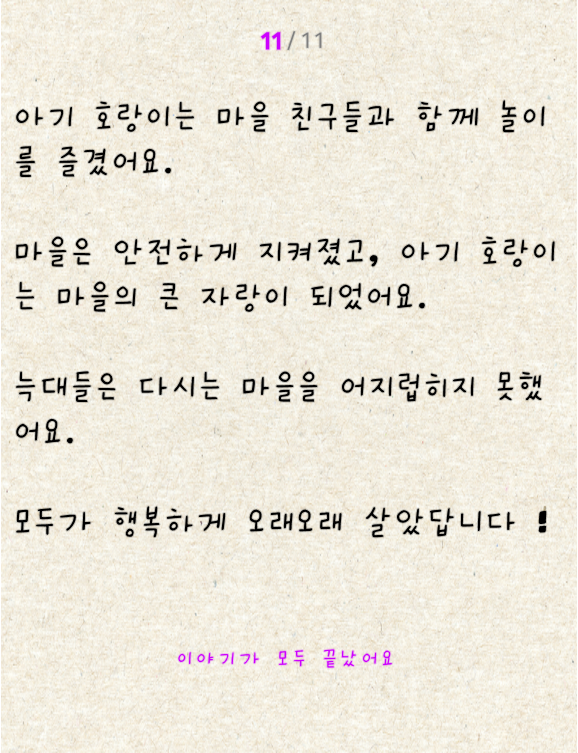 11 / 11
아기 호랑이는 마을 친구들과 함께 놀이
를 즐겼어요.
마을은 안전하게 지켜졌고, 아기 호랑이
는 마을의 큰 자랑이 되었어요.
늑대들은 다시는 마을을 어지럽히지 못했
어요.
모두가 행복하게 오래오래 살았답니다 !
이야기가 모두 끝났어요